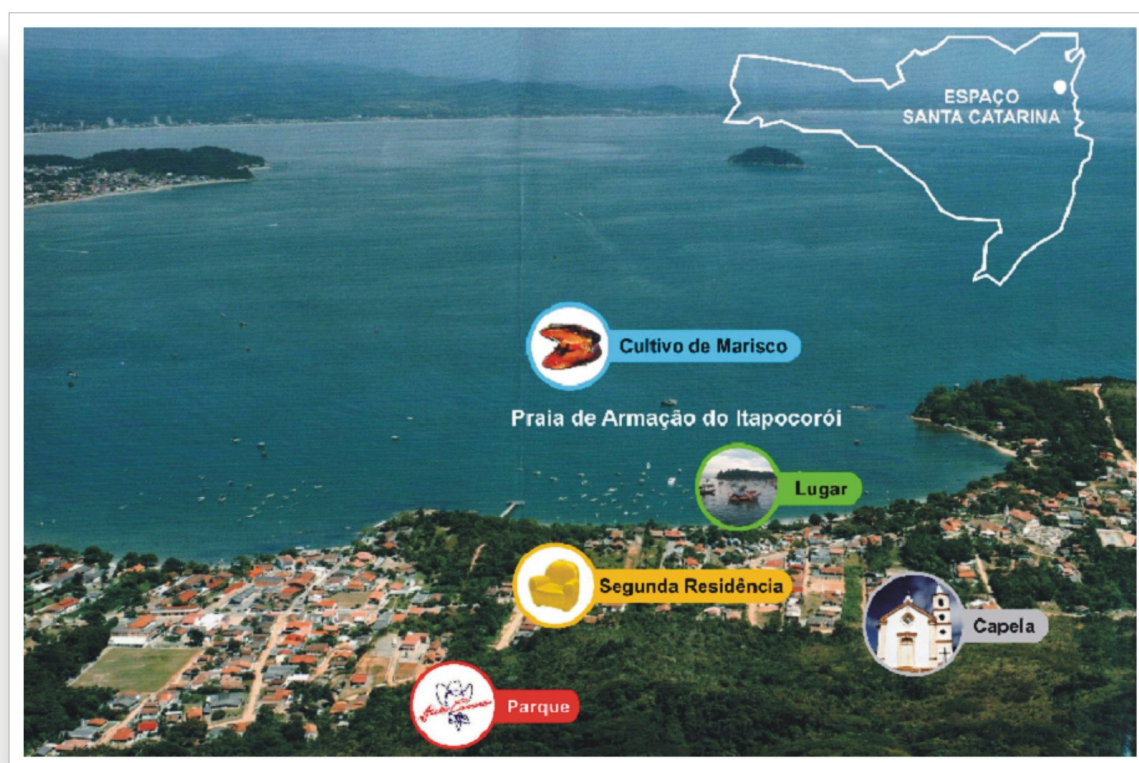 ESPAÇO
SANTA CATARINA
Cultivo de Marisco
Praia de Armação do Itapocorói
Lugar
Segunda Residência
Capela
Parque